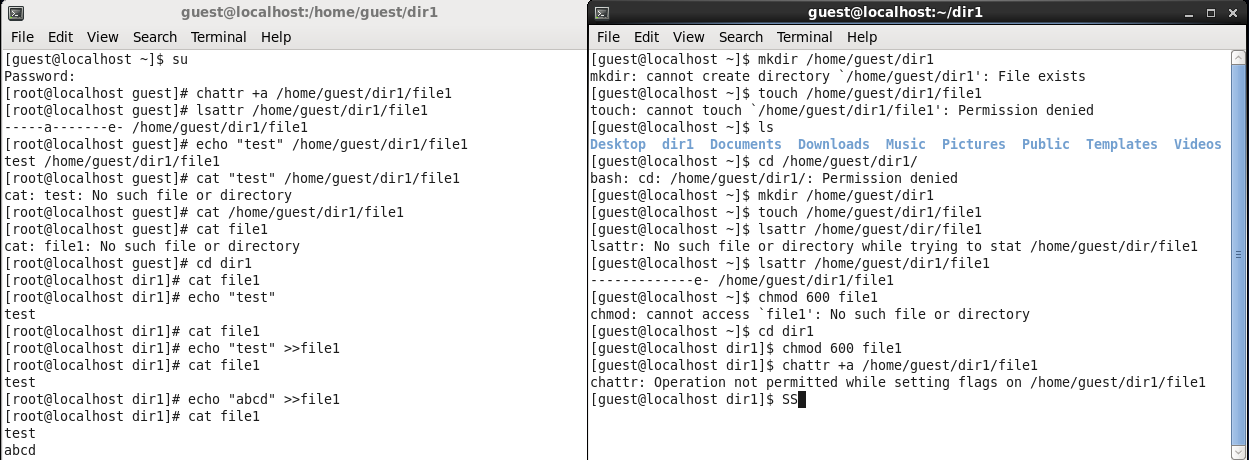 guest@localhost:/home/guest/dir1
File Edit View Search Terminal Help
[guest@localhost ~]$ su
Password:
[root@localhost guest]# chattr +a /home/guest/dir1/file1
[root@localhost guest]# lsattr /home/guest/dir1/file1
-----a-------e- /home/guest/dir1/file1
[root@localhost guest]# echo "test" /home/guest/dir1/file1
test /home/guest/dir1/file1
[root@localhost guest]# cat "test" /home/guest/dir1/file1
cat: test: No such file or directory
[root@localhost guest]# cat /home/guest/dir1/file1
[root@localhost guest]# cat file1
cat: file1: No such file or directory
[root@localhost guest]# cd dir1
[root@localhost dir1]# cat file1
[root@localhost dir1]# echo "test"
test
[root@localhost dir1]# cat file1
[root@localhost dir1]# echo "test" >>file1
[root@localhost dir1]# cat file1
test
[root@localhost dir1]# echo "abcd" >>file1
[root@localhost dir1]# cat file1
test
abcd
guest@localhost:~/dir1
File Edit View Search Terminal Help
[guest@localhost ~]$ mkdir /home/guest/dir1
mkdir: cannot create directory `/home/guest/dir1': File exists
[guest@localhost ~]$ touch /home/guest/dir1/file1
touch: cannot touch `/home/guest/dir1/file1': Permission denied
[guest@localhost ~]$ ls
Desktop dir1 Documents Downloads Music Pictures Public Templates Videos
[guest@localhost ~]$ cd /home/guest/dir1/
bash: cd: /home/guest/dir1/: Permission denied
[guest@localhost ~]$ mkdir /home/guest/dir1
[guest@localhost ~]$ touch /home/guest/dir1/file1
[guest@localhost ~]$ lsattr /home/guest/dir/file1
lsattr: No such file or directory while trying to stat /home/guest/dir/file1
[guest@localhost ~]$ lsattr /home/guest/dir1/file1
-------------e- /home/guest/dir1/file1
[guest@localhost ~]$ chmod 600 file1
chmod: cannot access `file1': No such file or directory
[guest@localhost ~]$ cd dir1
[guest@localhost dir1]$ chmod 600 file1
[guest@localhost dir1]$ chattr +a /home/guest/dir1/file1
chattr: Operation not permitted while setting flags on /home/guest/dir1/file1
[guest@localhost dir1]$ SS